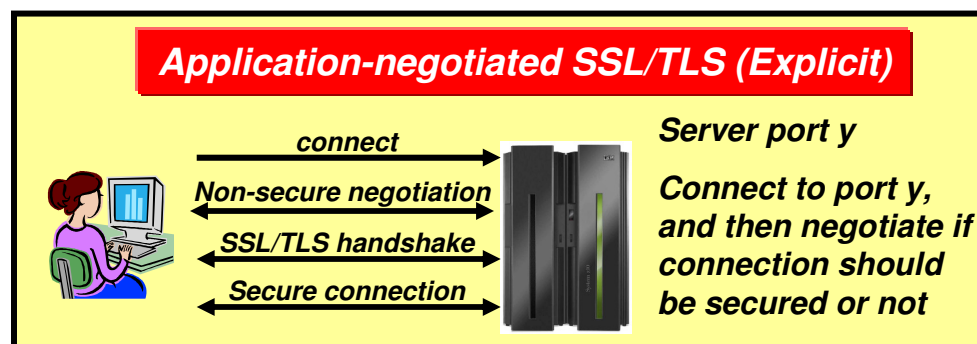 Application-negotiated SSL/TLS (Explicit)
connect
Non-secure negotiation
SSL/TLS handshake
Secure connection
Server port y
Connect to port y,
and then negotiate if
connection should
be secured or not